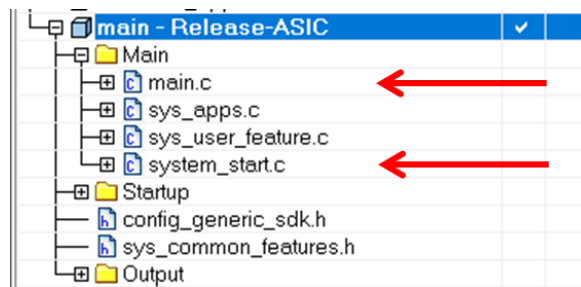 main - Release-ASIC
Main
main.c
sys_apps.c
sys_user_feature.c
system_start.c
Startup
config_generic_sdk.h
sys_common_features.h
Output